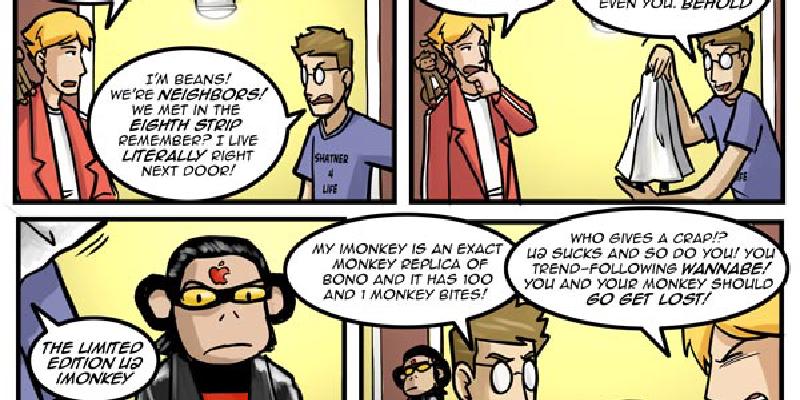 I'M BEANS!
WE'RE NEIGHBORS!
WE MET IN THE
EIGHTH STRIP
REMEMBER? I LIVE
LITERALLY RIGHT
NEXT DOOR!
SHATNER
4
LIFE
EVEN YOU. BEHOLD
IFE
THE LIMITED
EDITION U2
IMONKEY
MY IMONKEY IS AN EXACT
MONKEY REPLICA OF
BONO AND IT HAS 100
AND 1 MONKEY BITES!
WHO GIVES A CRAP!?
U2 SUCKS AND SO DO YOU! YOU
TREND-FOLLOWING WANNABE!
YOU AND YOUR MONKEY SHOULD
GO GET LOST!